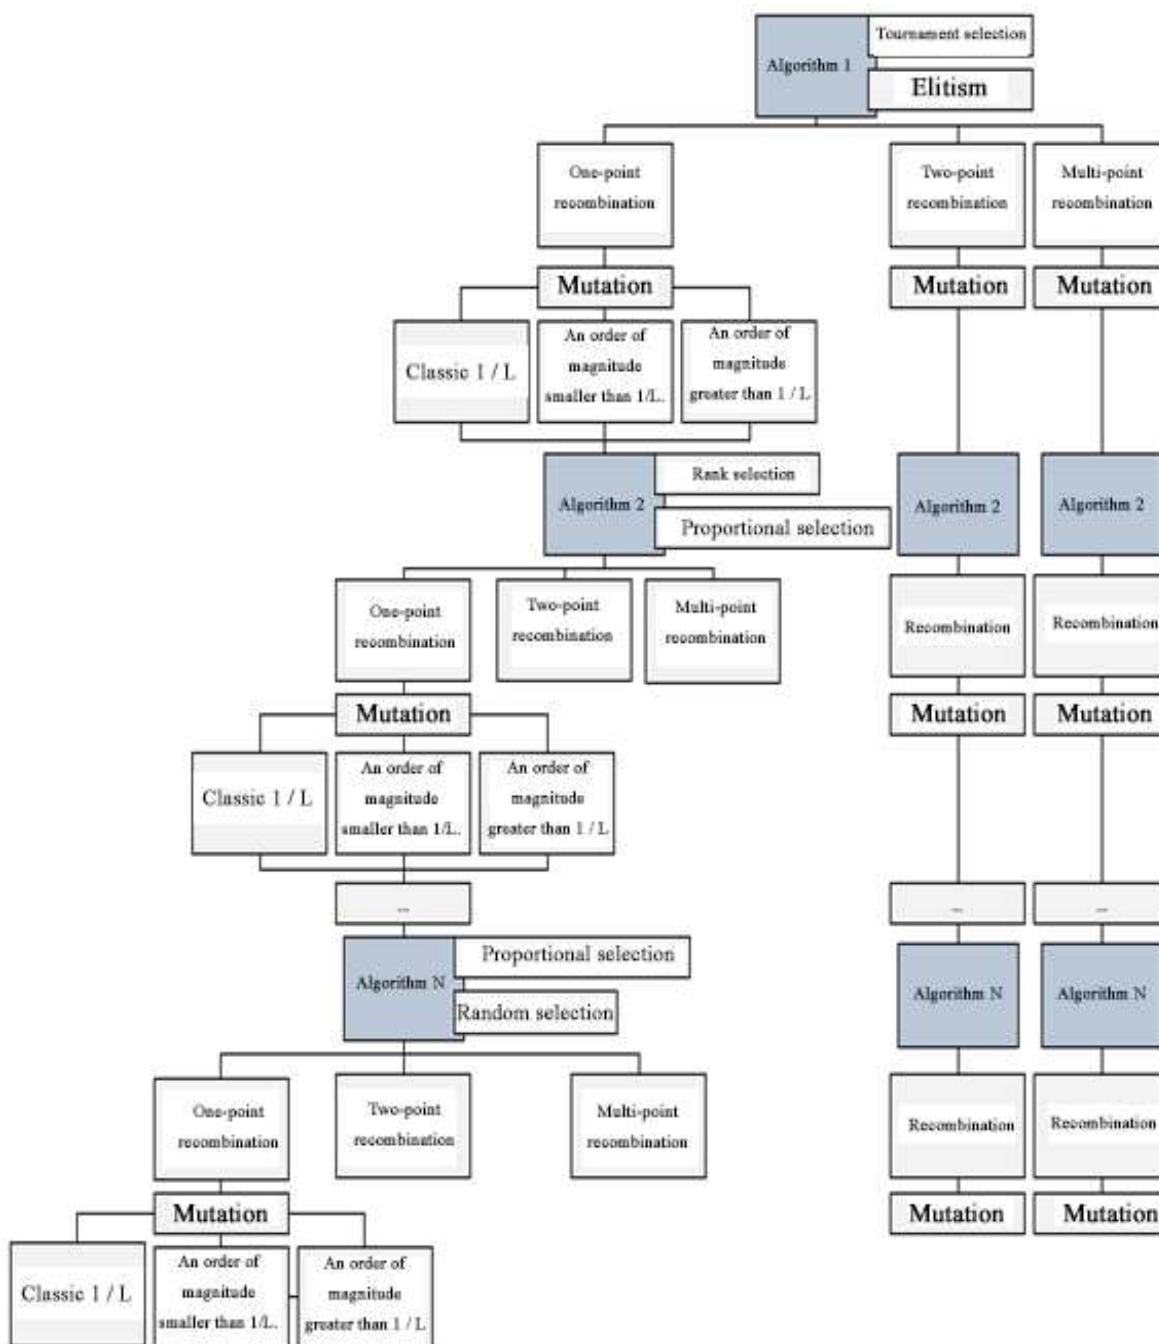 Tournament selection
Algorithm 1
Elitism
One-point
recombination
Two-point
recombination
Multi-point
recombination
Mutation
Mutation
Mutation
Classic 1 / L
An order of
magnitude
smaller than 1/L.
An order of
magnitude
greater than 1 / L
Algorithm 2
Rank selection
Proportional selection
Algorithm 2
Algorithm 2
One-point
recombination
Two-point
recombination
Multi-point
recombination
Recombination
Recombination
Mutation
Mutation
Mutation
Classic 1 / L
An order of
magnitude
smaller than 1/L.
An order of
magnitude
greater than 1 / L
...
...
...
Algorithm N
Proportional selection
Random selection
Algorithm N
Algorithm N
One-point
recombination
Two-point
recombination
Multi-point
recombination
Recombination
Recombination
Mutation
Mutation
Mutation
Classic 1 / L
An order of
magnitude
smaller than 1/L.
An order of
magnitude
greater than 1 / L